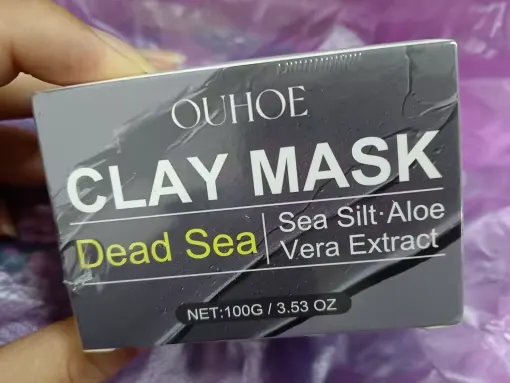 OUHOE
CLAY MASK
Dead Sea
Sea Silt·Aloe
Vera Extract
NET:100G / 3.53 OZ